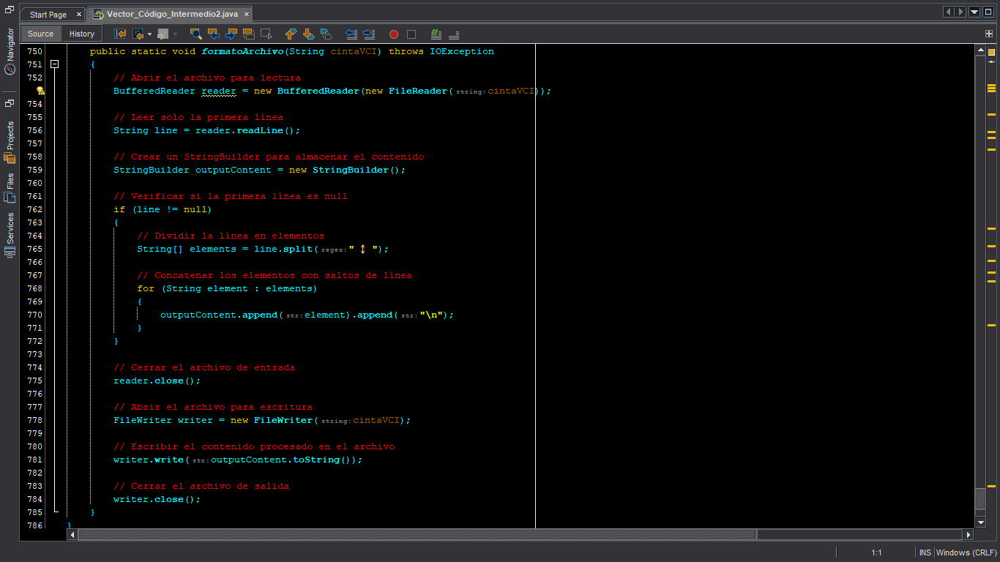 Start Page
Vector_Código_Intermedio2.java
Source
History
Navigator
Projects
Files
Services
750 public static void formatoArchivo(String cintaVCI) throws IOException
751 {
752 // Abrir el archivo para lectura
BufferedReader reader = new BufferedReader(new FileReader( string: cintaVCI));
754
755 // Leer solo la primera línea
756 String line = reader.readLine();
757
758 // Crear un StringBuilder para almacenar el contenido
759 StringBuilder outputContent = new StringBuilder();
760
761 // Verificar si la primera línea es null
762 if (line != null)
763 {
764 // Dividir la línea en elementos
765 String[] elements = line.split( regex: " ↕ ");
766
767 // Concatenar los elementos con saltos de línea
768 for (String element : elements)
769 {
770 outputContent.append( str: element).append( str: "\n");
771 }
772 }
773
774 // Cerrar el archivo de entrada
775 reader.close();
776
777 // Abrir el archivo para escritura
778 FileWriter writer = new FileWriter( string: cintaVCI);
779
780 // Escribir el contenido procesado en el archivo
781 writer.write( str: outputContent.toString());
782
783 // Cerrar el archivo de salida
784 writer.close();
785 }
786 }
1:1
INS
Windows (CRLF)